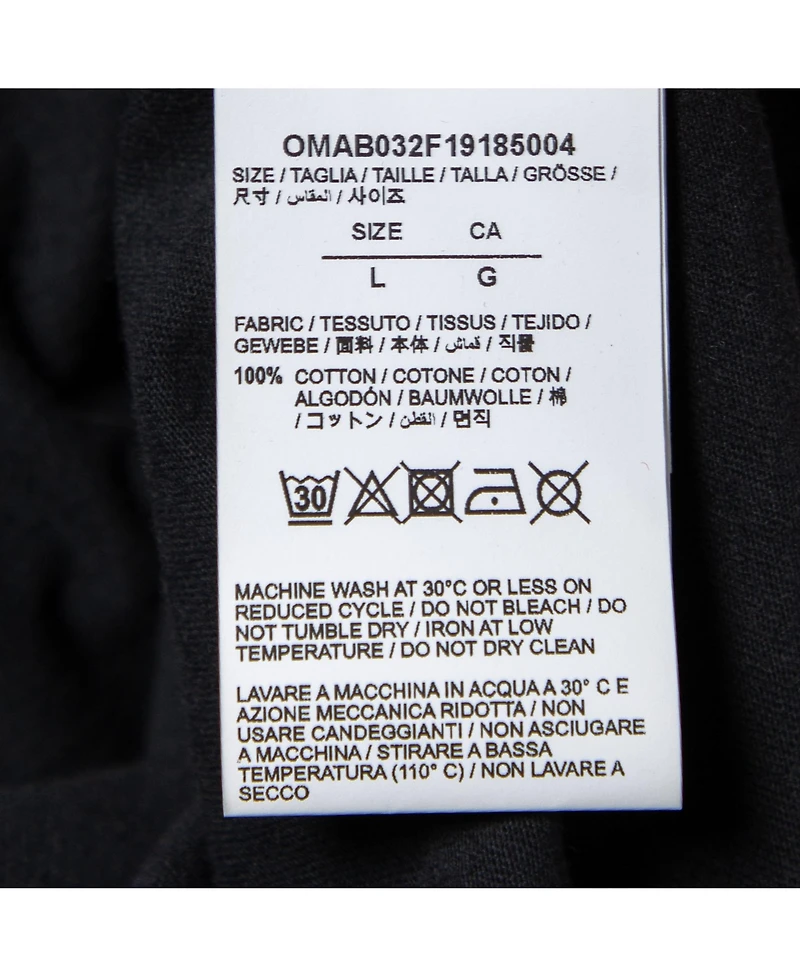 OMAB032F19185004
SIZE / TAGLIA / TAILLE / TALLA / GRÖSSE /
尺寸 / المقاس / 사이즈
SIZE CA
L G
FABRIC / TESSUTO / TISSUS / TEJIDO /
GEWEBE / 面料 / 本体 / قماش / 직물
100% COTTON / COTONE / COTON /
ALGODÓN / BAUMWOLLE / 棉
/ コットン / القطن / 면직
30
MACHINE WASH AT 30°C OR LESS ON
REDUCED CYCLE / DO NOT BLEACH / DO
NOT TUMBLE DRY / IRON AT LOW
TEMPERATURE / DO NOT DRY CLEAN
LAVARE A MACCHINA IN ACQUA A 30° C E
AZIONE MECCANICA RIDOTTA / NON
USARE CANDEGGIANTI / NON ASCIUGARE
A MACCHINA / STIRARE A BASSA
TEMPERATURA (110° C) / NON LAVARE A
SECCO